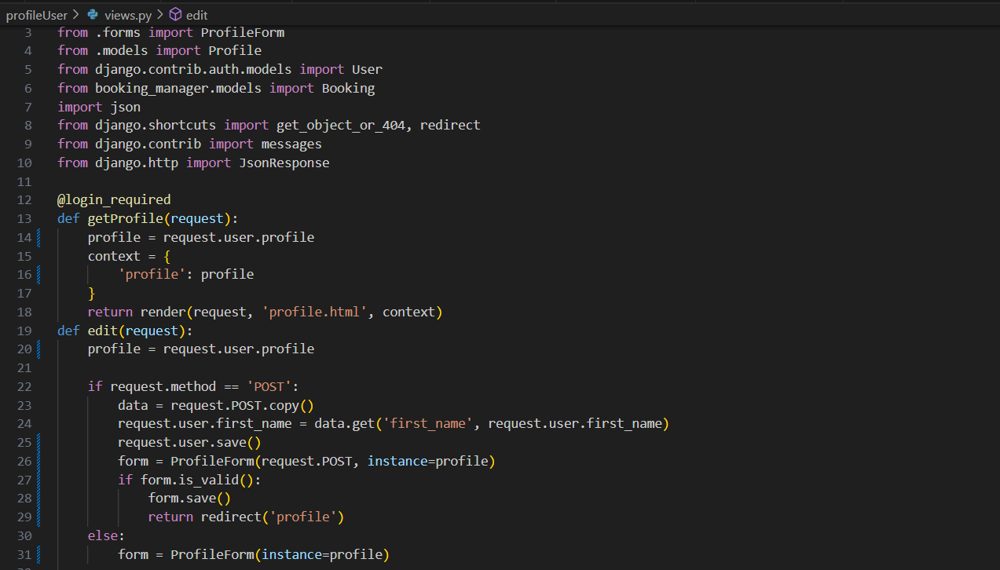 profileUser > views.py > edit
3 from .forms import ProfileForm
4 from .models import Profile
5 from django.contrib.auth.models import User
6 from booking_manager.models import Booking
7 import json
8 from django.shortcuts import get_object_or_404, redirect
9 from django.contrib import messages
10 from django.http import JsonResponse
11
12 @login_required
13 def getProfile(request):
14     profile = request.user.profile
15     context = {
16         'profile': profile
17     }
18     return render(request, 'profile.html', context)
19 def edit(request):
20     profile = request.user.profile
21
22     if request.method == 'POST':
23         data = request.POST.copy()
24         request.user.first_name = data.get('first_name', request.user.first_name)
25         request.user.save()
26         form = ProfileForm(request.POST, instance=profile)
27         if form.is_valid():
28             form.save()
29             return redirect('profile')
30     else:
31         form = ProfileForm(instance=profile)